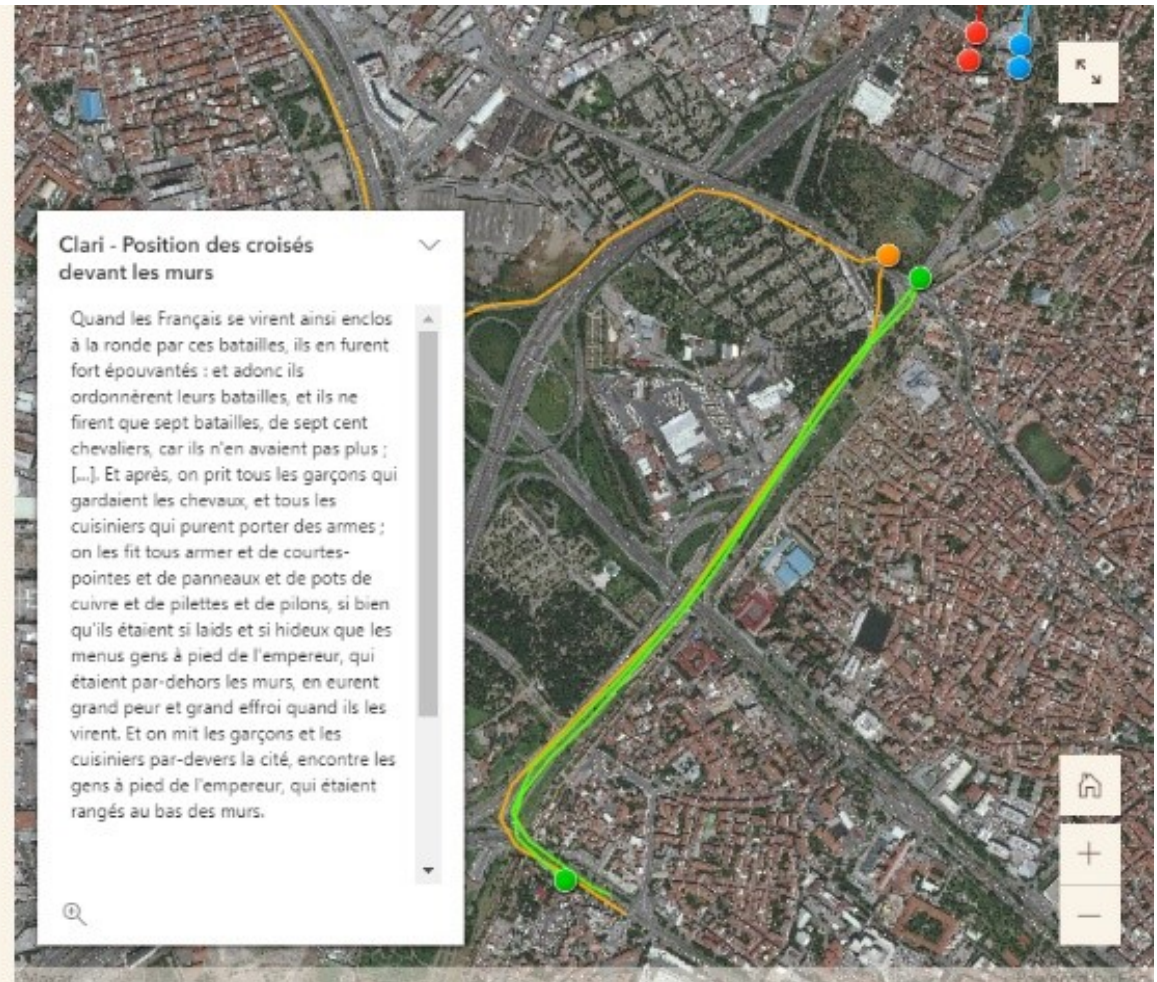 Clari - Position des croisés
devant les murs
Quand les Français se virent ainsi enclos
à la ronde par ces batailles, ils en furent
fort épouvantés : et adonc ils
ordonnèrent leurs batailles, et ils ne
firent que sept batailles, de sept cent
chevaliers, car ils n'en avaient pas plus ;
[...]. Et après, on prit tous les garçons qui
gardaient les chevaux, et tous les
cuisiniers qui purent porter des armes ;
on les fit tous armer et de courtes-
pointes et de panneaux et de pots de
cuivre et de pilettes et de pilons, si bien
qu'ils étaient si laids et si hideux que les
menus gens à pied de l'empereur, qui
étaient par-dehors les murs, en eurent
grand peur et grand effroi quand ils les
virent. Et on mit les garçons et les
cuisiniers par-devers la cité, encontre les
gens à pied de l'empereur, qui étaient
rangés au bas des murs.